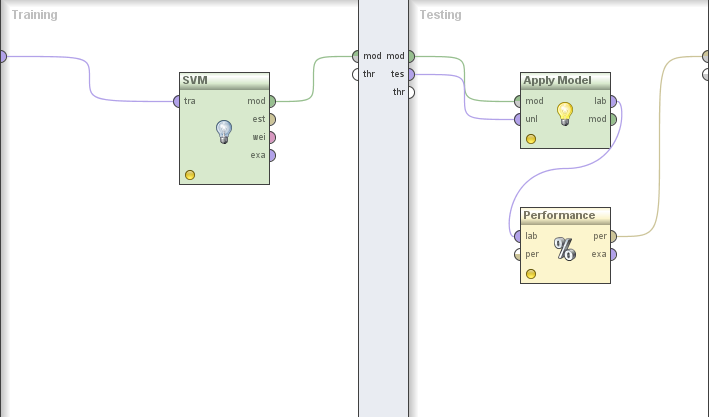 Training
SVM
tra mod
est
wei
exa
mod
thr
mod
tes
thr
Testing
Apply Model
mod lab
unl mod
Performance
lab per
per exa